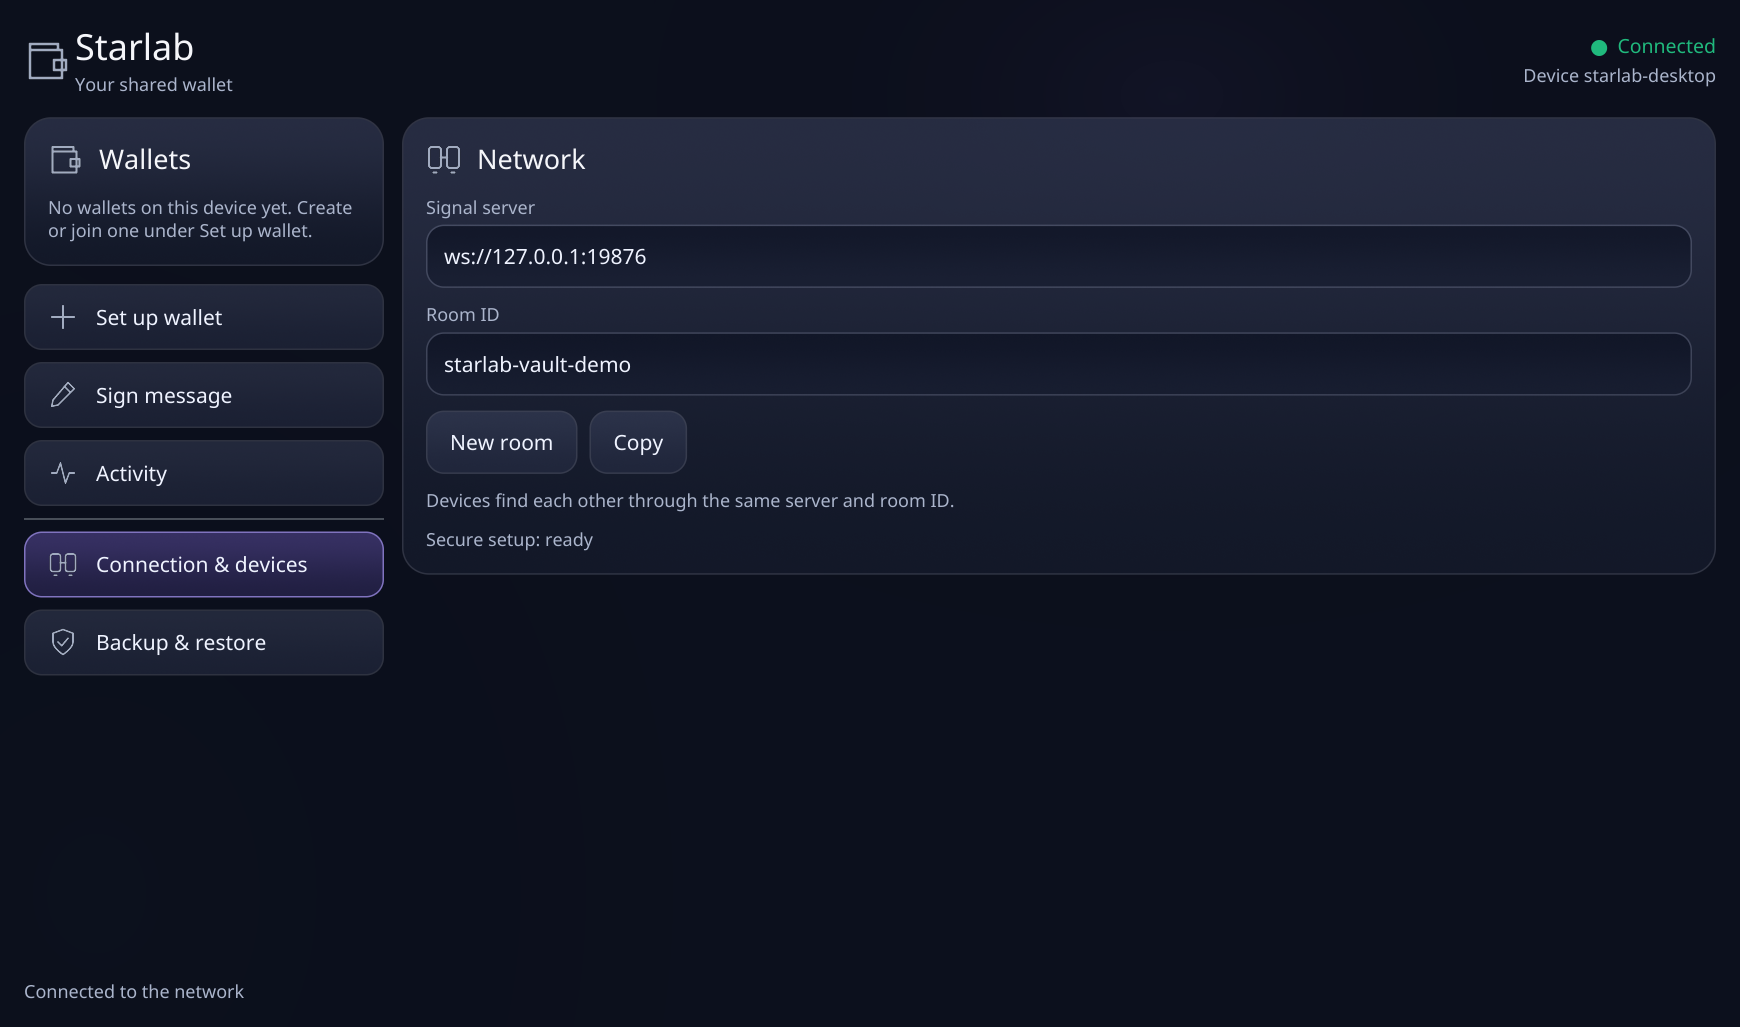 Starlab
Your shared wallet
Connected
Device starlab-desktop
Wallets
No wallets on this device yet. Create
or join one under Set up wallet.
Set up wallet
Sign message
Activity
Connection & devices
Backup & restore
Network
Signal server
ws://127.0.0.1:19876
Room ID
starlab-vault-demo
New room
Copy
Devices find each other through the same server and room ID.
Secure setup: ready
Connected to the network